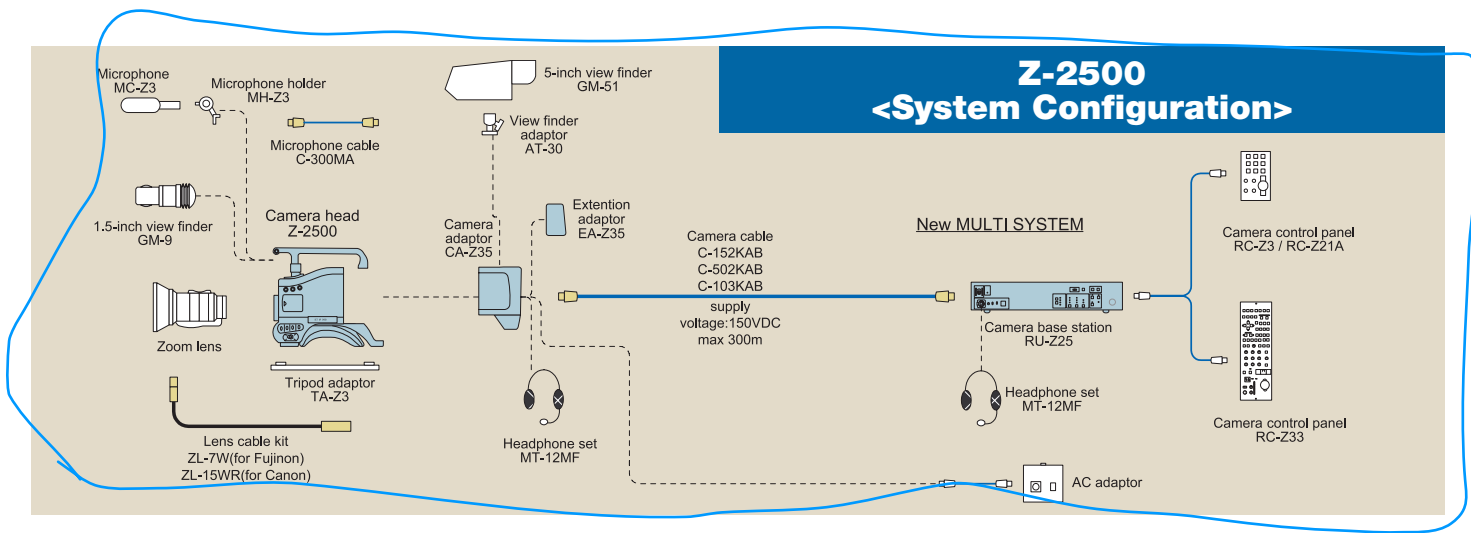 Z-2500
<System Configuration>
Microphone
MC-Z3
Microphone holder
MH-Z3
Microphone cable
C-300MA
5-inch view finder
GM-51
View finder
adaptor
AT-30
1.5-inch view finder
GM-9
Camera head
Z-2500
Camera
adaptor
CA-Z35
Extention
adaptor
EA-Z35
Camera cable
C-152KAB
C-502KAB
C-103KAB
supply
voltage:150VDC
max 300m
New MULTI SYSTEM
Camera base station
RU-Z25
Camera control panel
RC-Z3 / RC-Z21A
Zoom lens
Tripod adaptor
TA-Z3
Lens cable kit
ZL-7W(for Fujinon)
ZL-15WR(for Canon)
Headphone set
MT-12MF
Headphone set
MT-12MF
Camera control panel
RC-Z33
AC adaptor